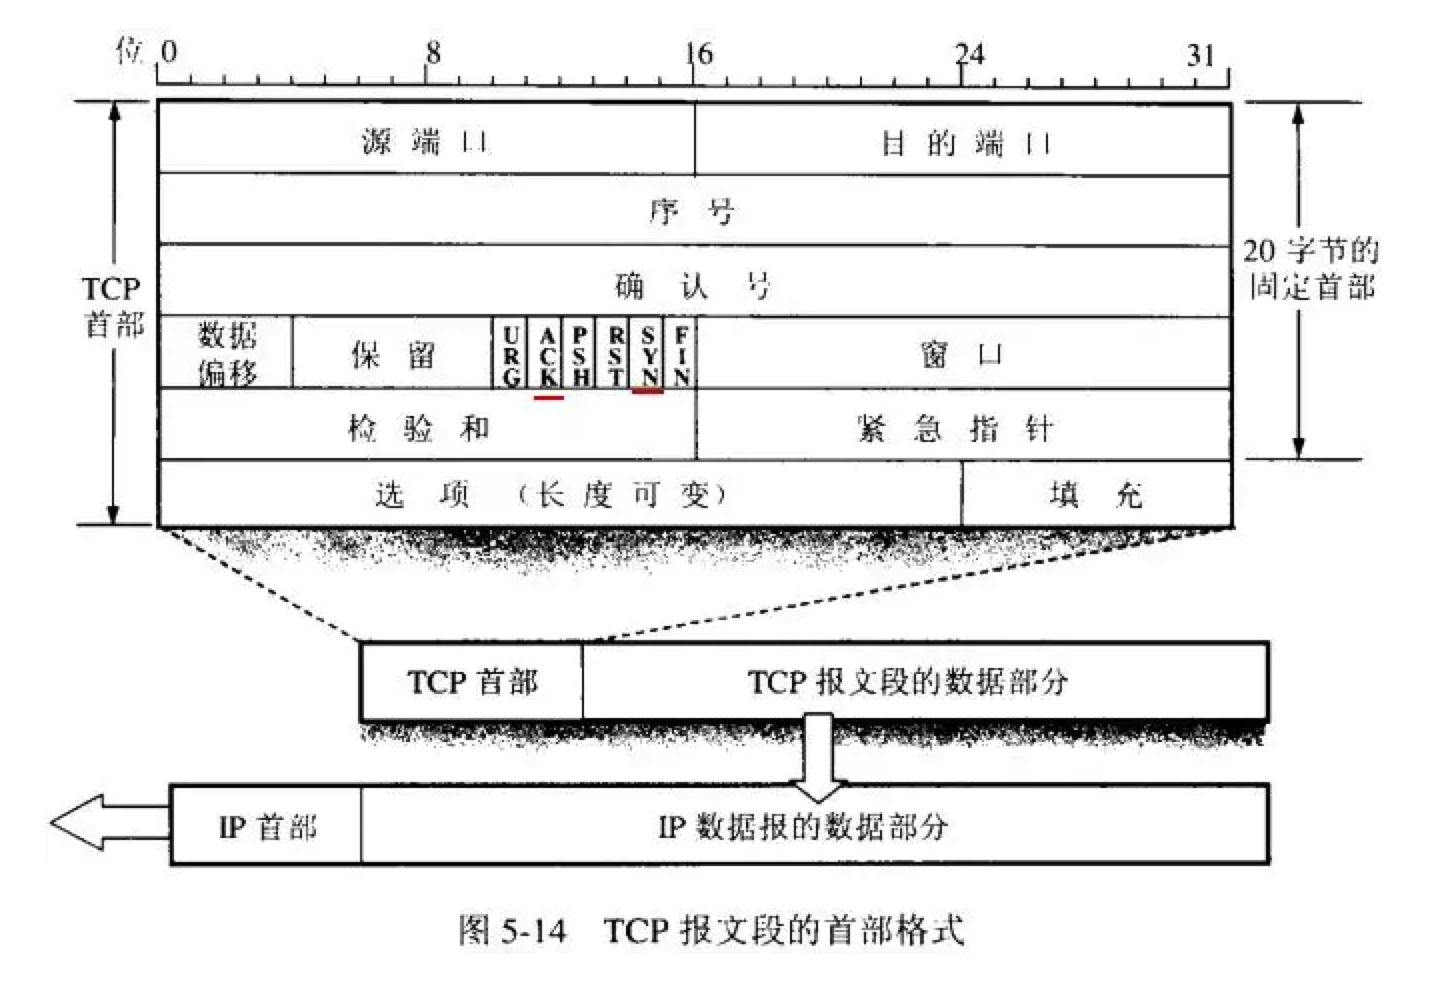 位 0 8 16 24 31
源端口 目的端口
序号
确认号
TCP
首部
20 字节的
固定首部
数据
偏移
保留
URG
ACK
PSH
RST
SYN
FIN
窗口
检验和 紧急指针
选项（长度可变） 填充
TCP 首部 TCP 报文段的数据部分
IP 首部 IP 数据报的数据部分
图 5-14 TCP 报文段的首部格式